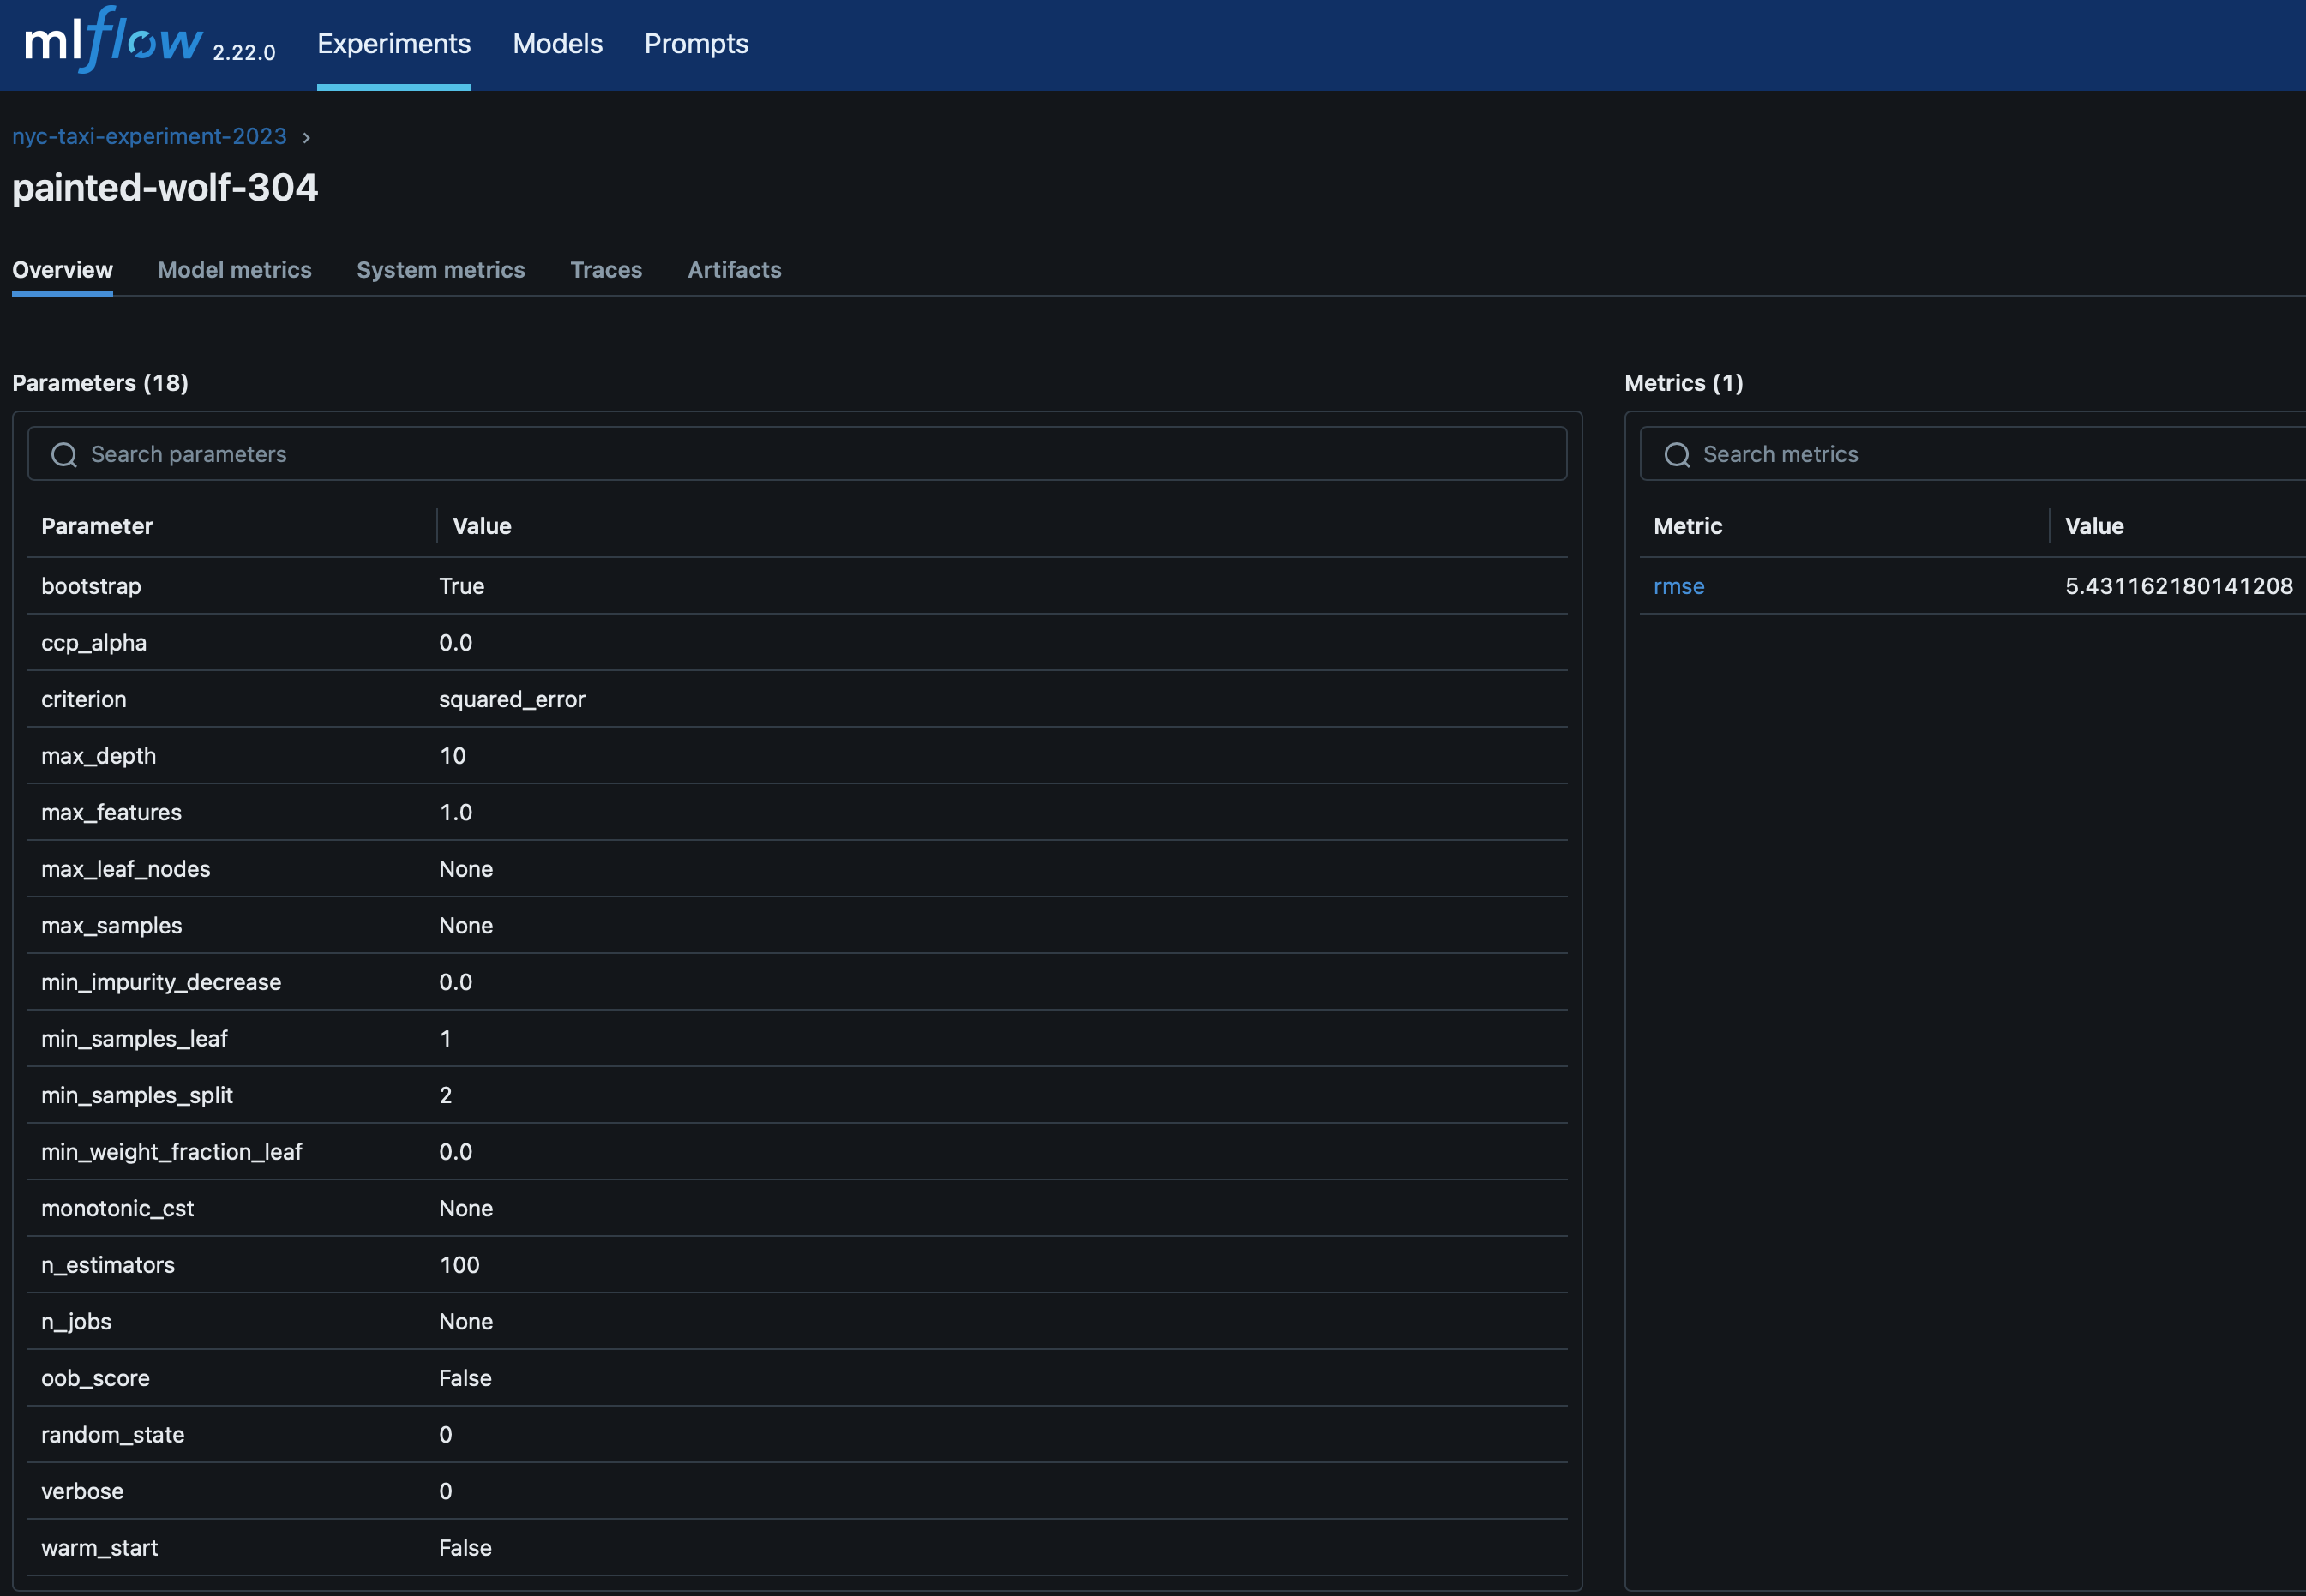 mlflow 2.22.0 Experiments Models Prompts
nyc-taxi-experiment-2023 ›
painted-wolf-304
Overview Model metrics System metrics Traces Artifacts
Parameters (18)
Search parameters
Parameter Value
bootstrap True
ccp_alpha 0.0
criterion squared_error
max_depth 10
max_features 1.0
max_leaf_nodes None
max_samples None
min_impurity_decrease 0.0
min_samples_leaf 1
min_samples_split 2
min_weight_fraction_leaf 0.0
monotonic_cst None
n_estimators 100
n_jobs None
oob_score False
random_state 0
verbose 0
warm_start False
Metrics (1)
Search metrics
Metric Value
rmse 5.431162180141208